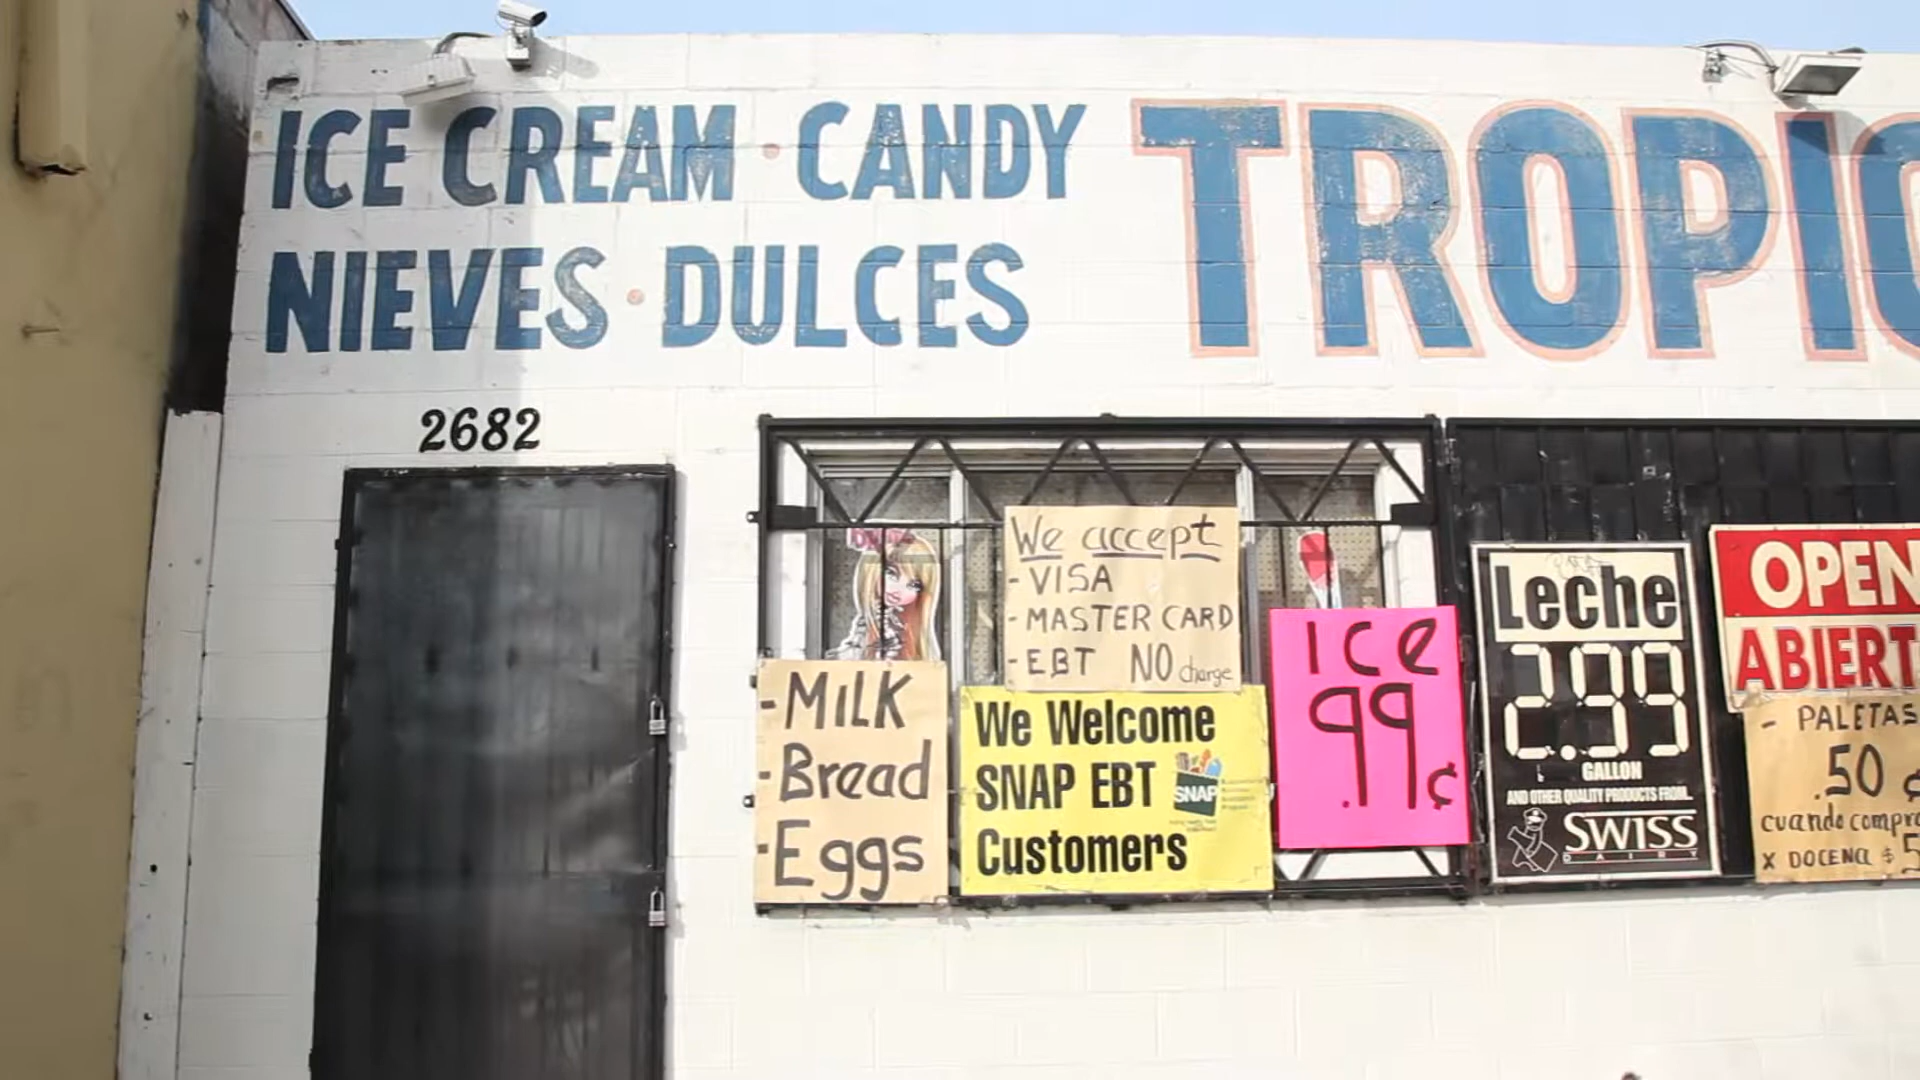 ICE CREAM · CANDY
NIEVES · DULCES
TROPIC
2682
We accept
- VISA
- MASTER CARD
- EBT NO charge
- MILK
- Bread
- Eggs
We Welcome
SNAP EBT
Customers
SNAP
ICe
.99¢
Leche
2.99
GALLON
AND OTHER QUALITY PRODUCTS FROM...
SWISS
DAIRY
OPEN
ABIERT
- PALETAS
.50 ¢
cuando compra
X DOCENA $ 5